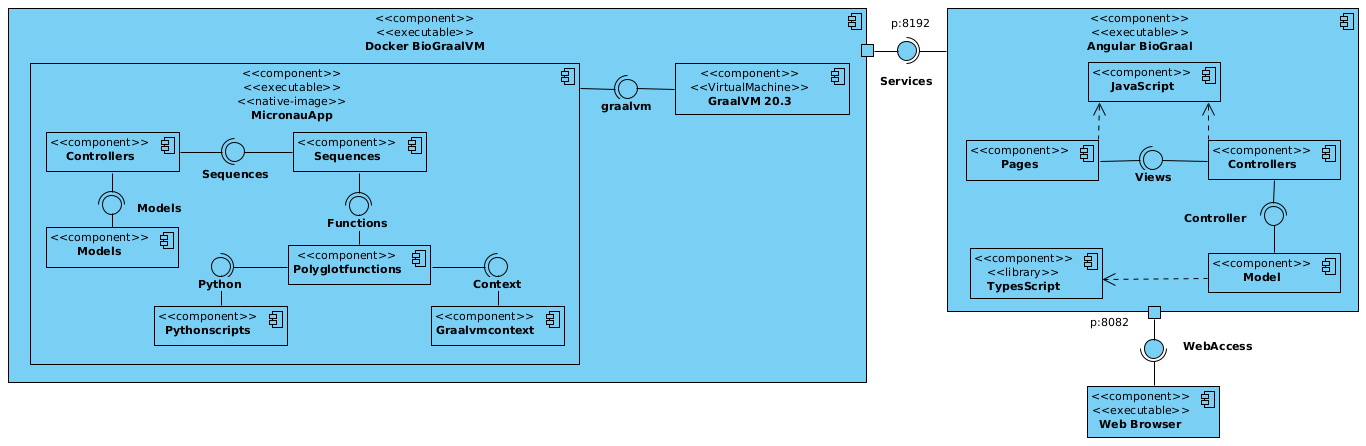 <<component>>
<<executable>>
Docker BioGraalVM
<<component>>
<<executable>>
<<native-image>>
MicronauApp
<<component>>
Controllers
Sequences
<<component>>
Sequences
Models
<<component>>
Models
Functions
<<component>>
Polyglotfunctions
Python
<<component>>
Pythonscripts
Context
<<component>>
Graalvmcontext
graalvm
<<component>>
<<VirtualMachine>>
GraalVM 20.3
p:8192
Services
<<component>>
<<executable>>
Angular BioGraal
<<component>>
JavaScript
<<component>>
Pages
Views
<<component>>
Controllers
Controller
<<component>>
<<library>>
TypesScript
<<component>>
Model
p:8082
WebAccess
<<component>>
<<executable>>
Web Browser